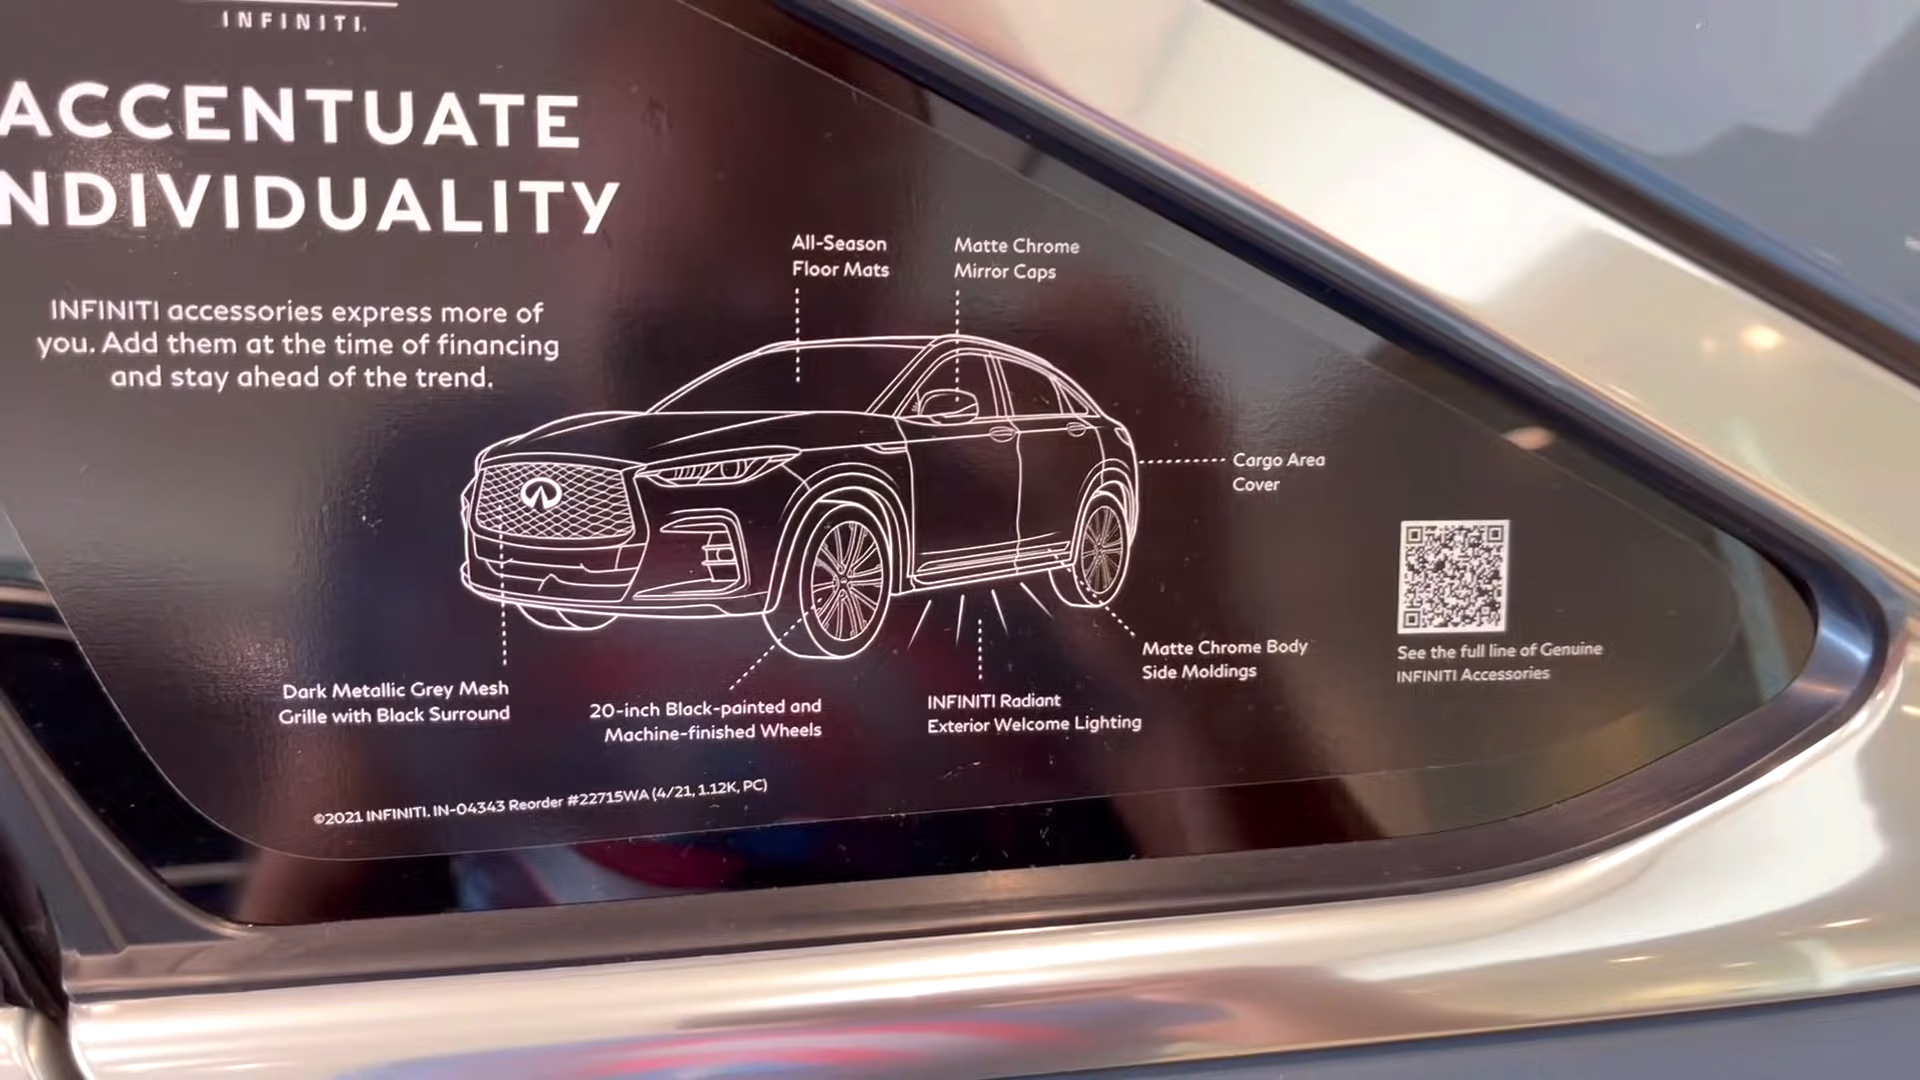 INFINITI
ACCENTUATE
NDIVIDUALITY
INFINITI accessories express more of
you. Add them at the time of financing
and stay ahead of the trend.
All-Season
Floor Mats
Matte Chrome
Mirror Caps
Cargo Area
Cover
Matte Chrome Body
Side Moldings
See the full line of Genuine
INFINITI Accessories
Dark Metallic Grey Mesh
Grille with Black Surround
20-inch Black-painted and
Machine-finished Wheels
INFINITI Radiant
Exterior Welcome Lighting
©2021 INFINITI. IN-04343 Reorder #22715WA (4/21, 1.12K, PC)